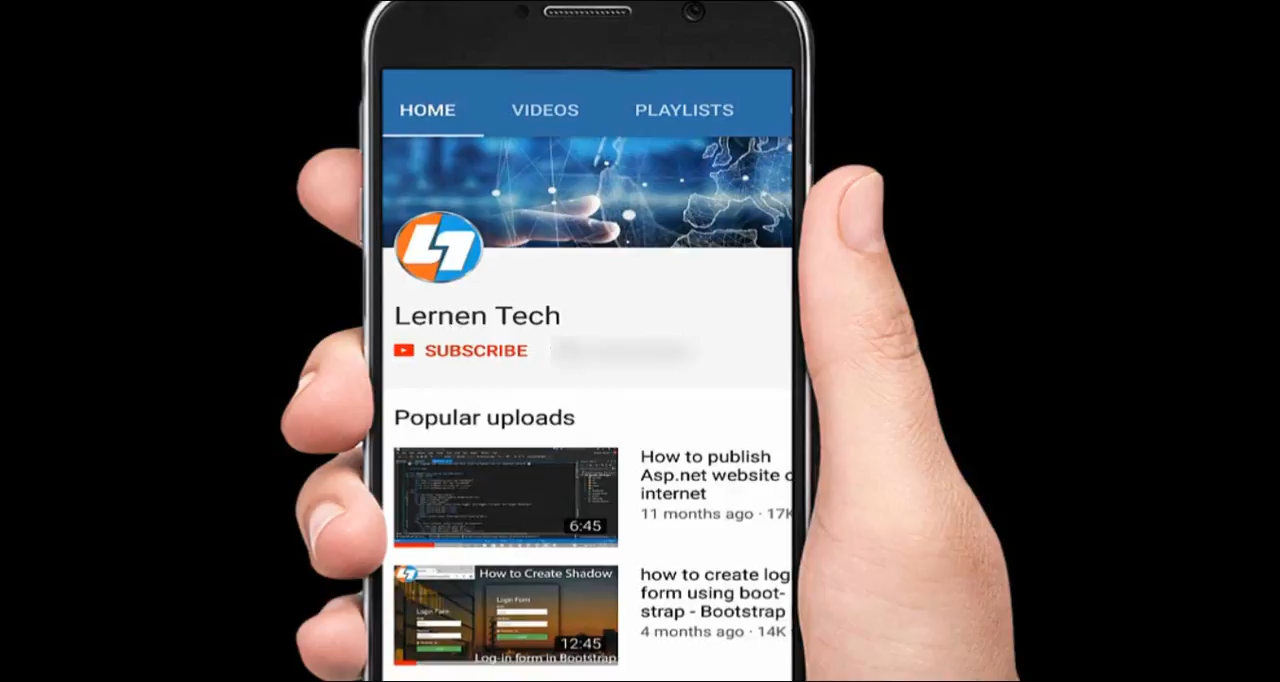 HOME VIDEOS PLAYLISTS
L7
Lernen Tech
SUBSCRIBE
Popular uploads
How to publish
Asp.net website
internet
11 months ago · 17K
6:45
how to create log
form using boot-
strap - Bootstrap
4 months ago · 14K
How to Create Shadow
Login Form
Login Form
12:45
Log-in form in Bootstrap